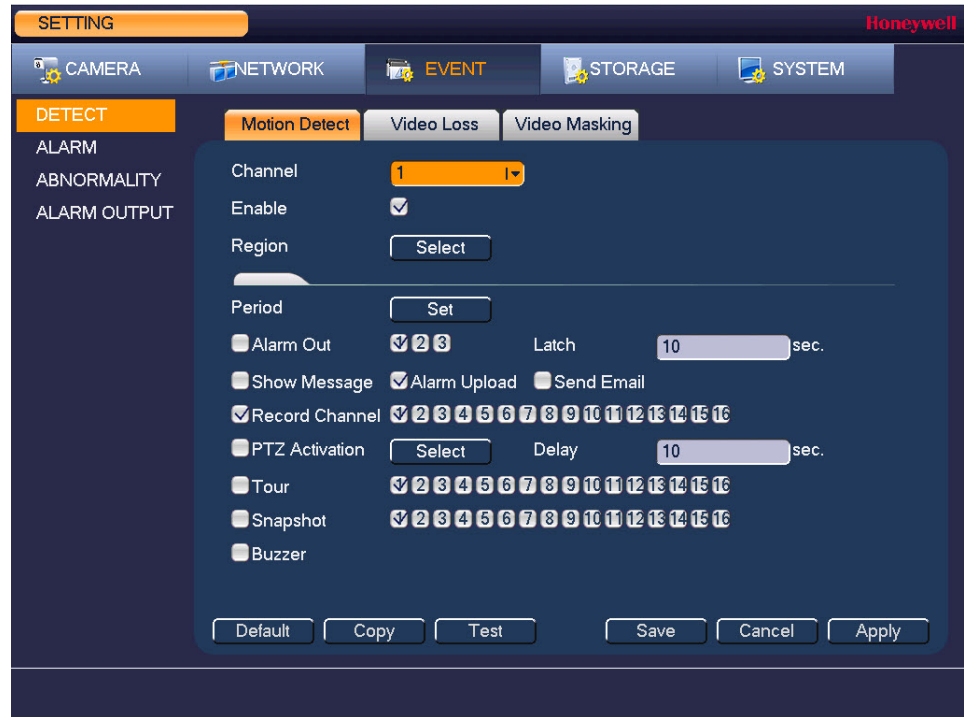 SETTING Honeywell
CAMERA NETWORK EVENT STORAGE SYSTEM
DETECT
ALARM
ABNORMALITY
ALARM OUTPUT
Motion Detect Video Loss Video Masking
Channel 1
Enable
Region Select
Period Set
Alarm Out 1 2 3 Latch 10 sec.
Show Message Alarm Upload Send Email
Record Channel 1 2 3 4 5 6 7 8 9 10 11 12 13 14 15 16
PTZ Activation Select Delay 10 sec.
Tour 1 2 3 4 5 6 7 8 9 10 11 12 13 14 15 16
Snapshot 1 2 3 4 5 6 7 8 9 10 11 12 13 14 15 16
Buzzer
Default Copy Test Save Cancel Apply